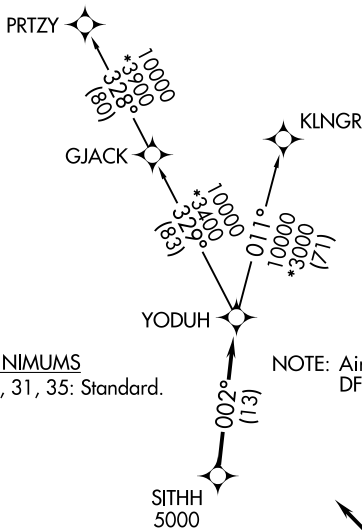 PRTZY
10000
*3900
328°
(80)
KLNGR
GJACK
10000
*3400
329°
(83)
011°
10000
*3000
(71)
YODUH
NIMUMS
, 31, 35: Standard.
NOTE: Air
DF
002°
(13)
SITHH
5000